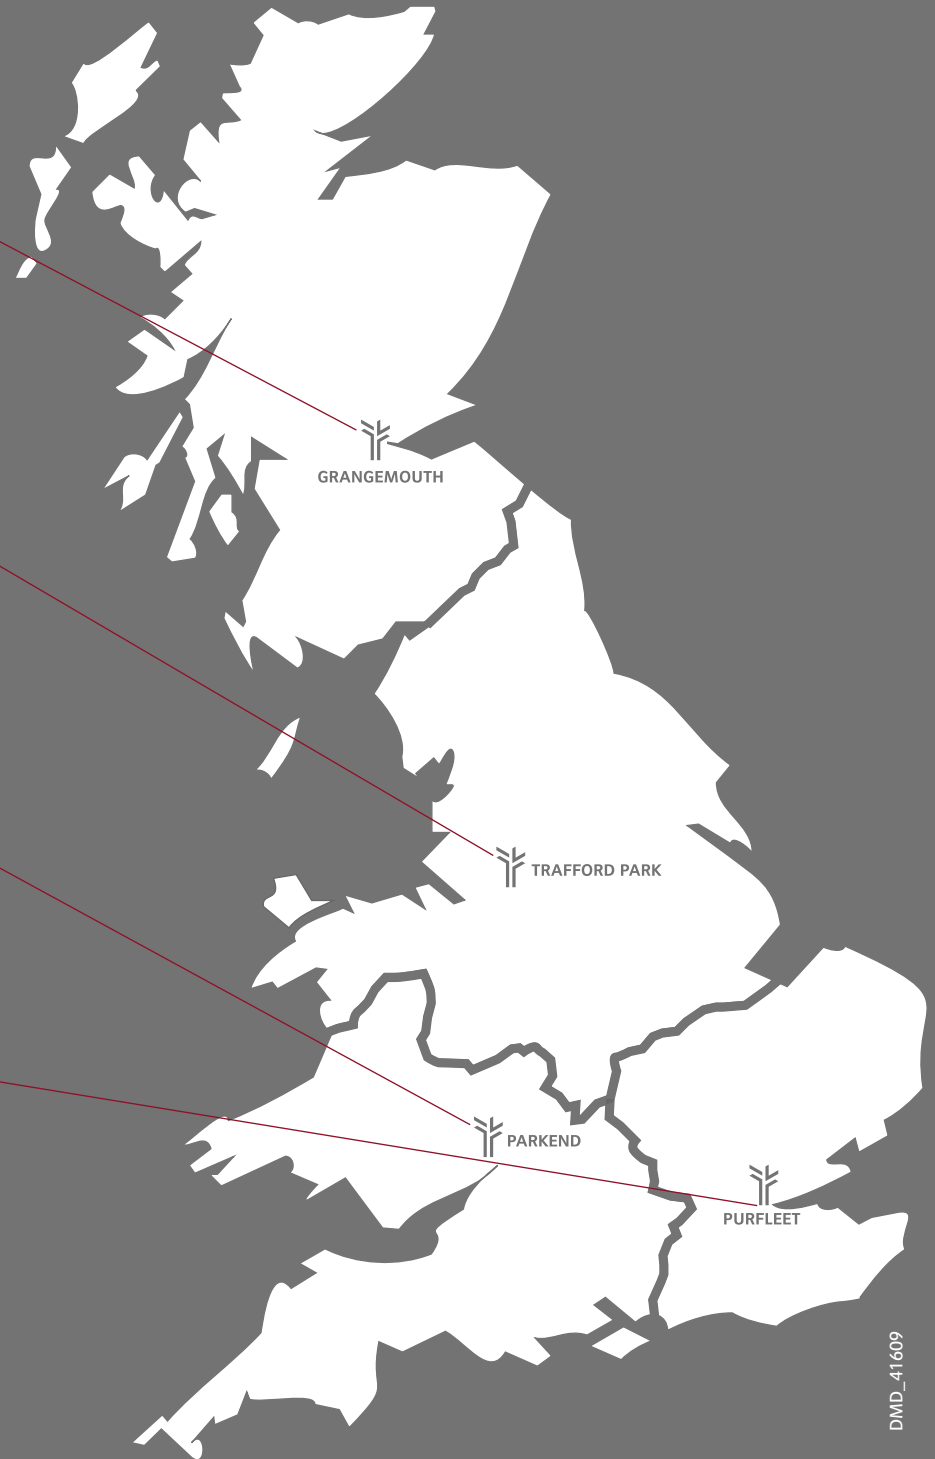 GRANGEMOUTH
TRAFFORD PARK
PARKEND
PURFLEET
DMD_41609